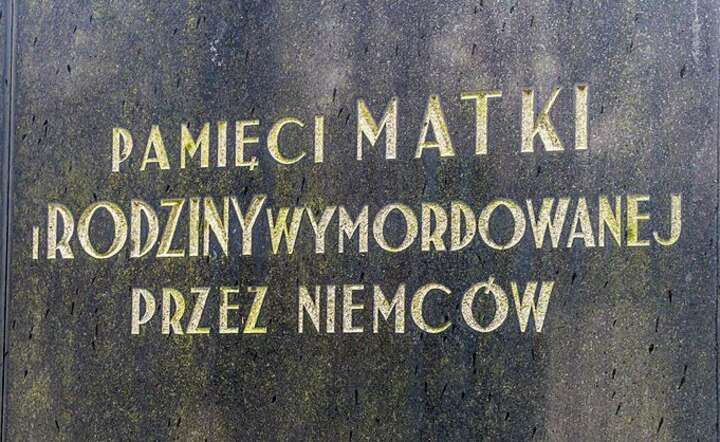 PAMIĘCI MATKI
I RODZINY WYMORDOWANEJ
PRZEZ NIEMCÓW